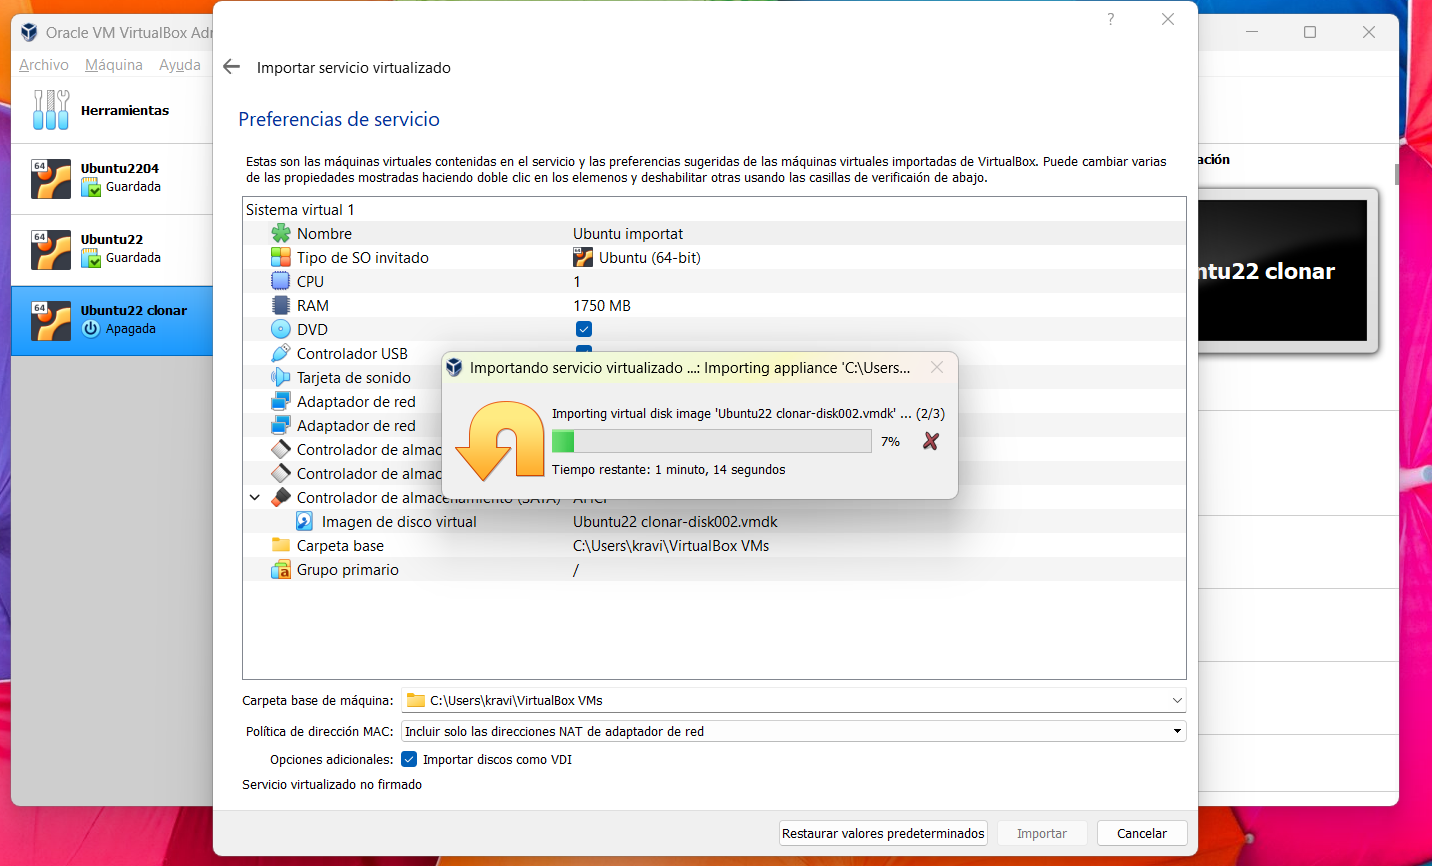 Oracle VM VirtualBox Adr
Archivo Máquina Ayuda
Herramientas
64
Ubuntu2204
Guardada
64
Ubuntu22
Guardada
64
Ubuntu22 clonar
Apagada
?
Importar servicio virtualizado
Preferencias de servicio
Estas son las máquinas virtuales contenidas en el servicio y las preferencias sugeridas de las máquinas virtuales importadas de VirtualBox. Puede cambiar varias
de las propiedades mostradas haciendo doble clic en los elemenos y deshabilitar otras usando las casillas de verificaión de abajo.
Sistema virtual 1
Nombre Ubuntu importat
Tipo de SO invitado Ubuntu (64-bit)
CPU 1
RAM 1750 MB
DVD
Controlador USB
Tarjeta de sonido
Adaptador de red
Adaptador de red
Controlador de almac
Controlador de almac
Controlador de almacenamiento (SATA) AHCI
Imagen de disco virtual Ubuntu22 clonar-disk002.vmdk
Carpeta base C:\Users\kravi\VirtualBox VMs
Grupo primario /
Importando servicio virtualizado ...: Importing appliance 'C:\Users...
Importing virtual disk image 'Ubuntu22 clonar-disk002.vmdk' ... (2/3)
7%
Tiempo restante: 1 minuto, 14 segundos
Carpeta base de máquina: C:\Users\kravi\VirtualBox VMs
Política de dirección MAC: Incluir solo las direcciones NAT de adaptador de red
Opciones adicionales: Importar discos como VDI
Servicio virtualizado no firmado
Restaurar valores predeterminados Importar Cancelar
ación
ntu22 clonar